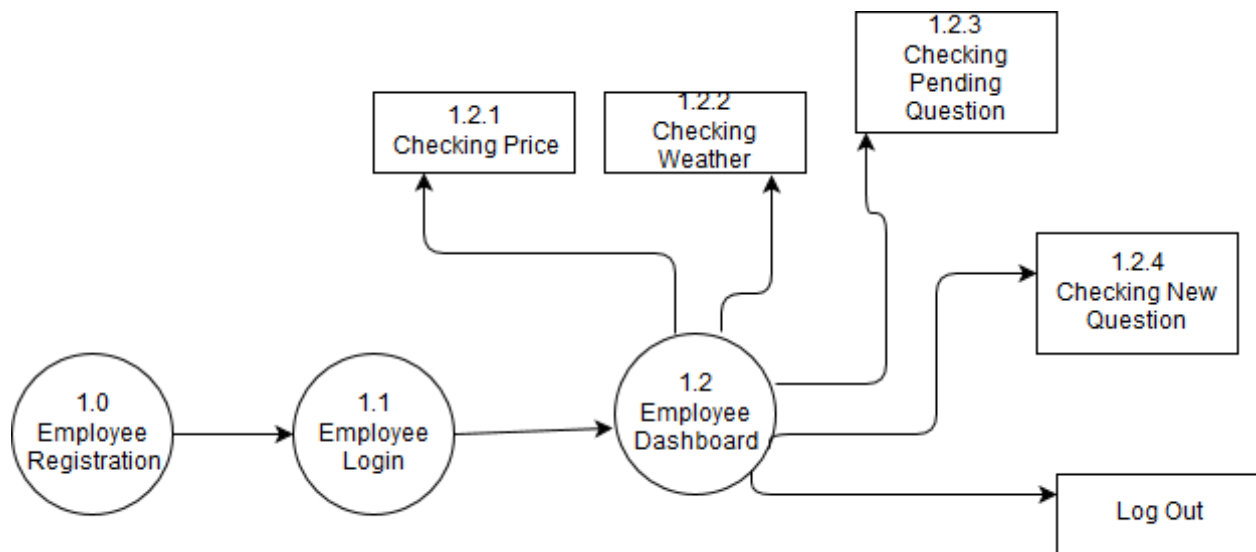 1.2.3
Checking
Pending
Question
1.2.1
Checking Price
1.2.2
Checking
Weather
1.2.4
Checking New
Question
1.0
Employee
Registration
1.1
Employee
Login
1.2
Employee
Dashboard
Log Out